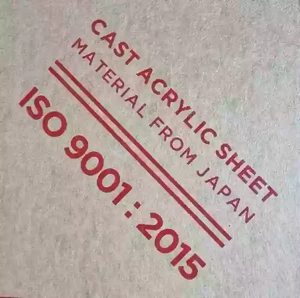 CAST ACRYLIC SHEET
MATERIAL FROM JAPAN
ISO 9001 : 2015